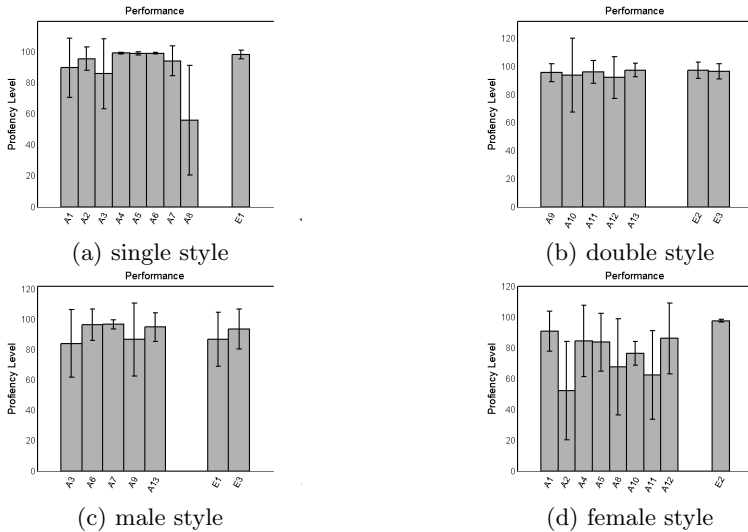 Performance
Profiency Level
100
80
60
40
20
0
A1 A2 A3 A4 A5 A6 A7 A8 E1
(a) single style
Performance
Profiency Level
120
100
80
60
40
20
0
A9 A10 A11 A12 A13 E2 E3
(b) double style
Performance
Profiency Level
120
100
80
60
40
20
0
A3 A6 A7 A9 A13 E1 E3
(c) male style
Performance
Profiency Level
120
100
80
60
40
20
0
A1 A2 A4 A5 A8 A10 A11 A12 E2
(d) female style